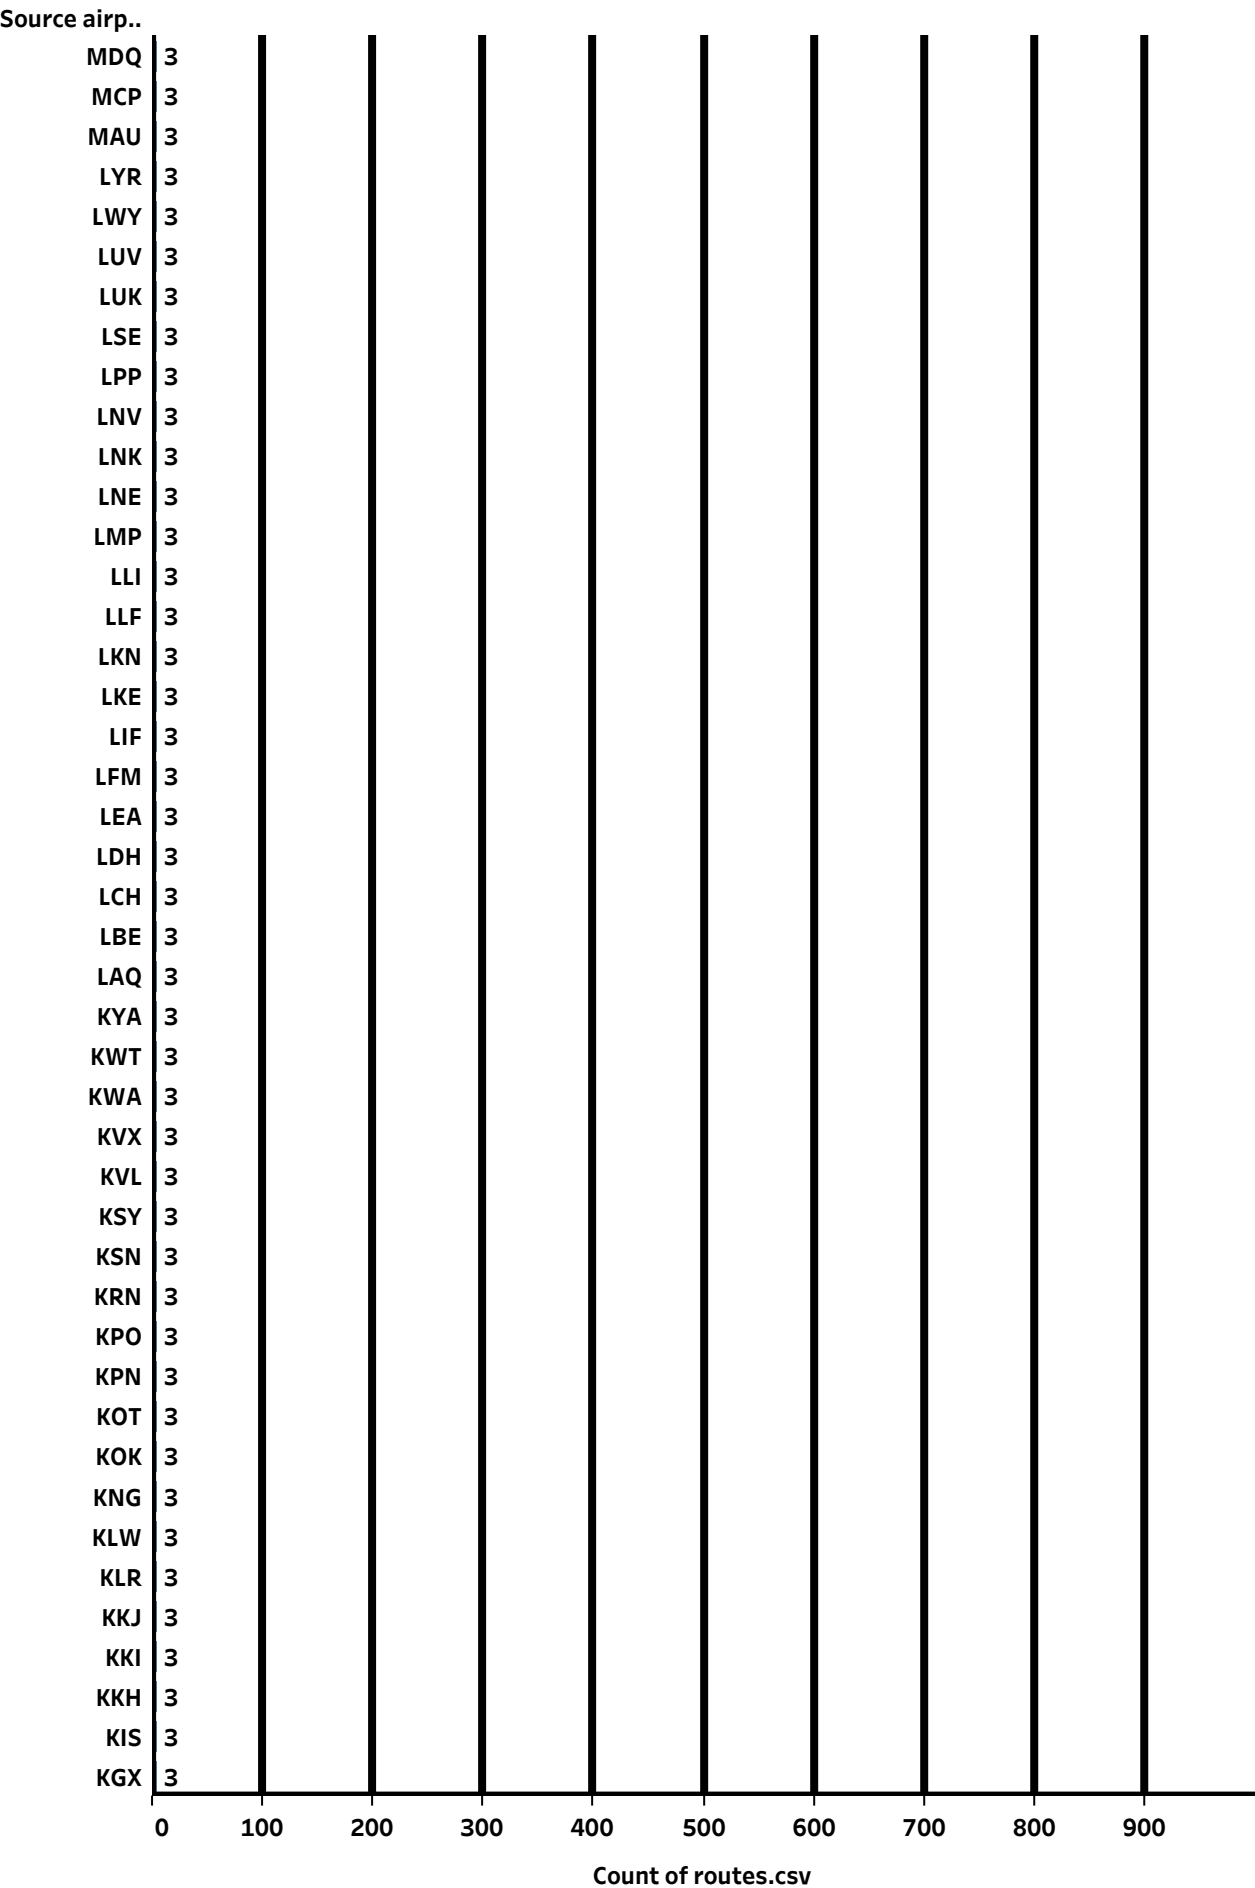 Source airp..
MDQ 3
MCP 3
MAU 3
LYR 3
LWY 3
LUV 3
LUK 3
LSE 3
LPP 3
LNV 3
LNK 3
LNE 3
LMP 3
LLI 3
LLF 3
LKN 3
LKE 3
LIF 3
LFM 3
LEA 3
LDH 3
LCH 3
LBE 3
LAQ 3
KYA 3
KWT 3
KWA 3
KVX 3
KVL 3
KSY 3
KSN 3
KRN 3
KPO 3
KPN 3
KOT 3
KOK 3
KNG 3
KLW 3
KLR 3
KKJ 3
KKI 3
KKH 3
KIS 3
KGX 3
0 100 200 300 400 500 600 700 800 900
Count of routes.csv